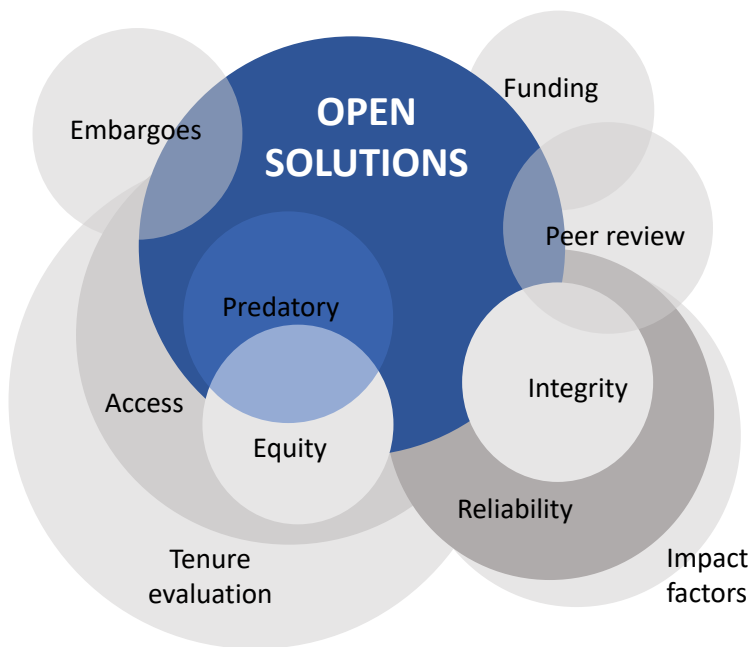 Funding
OPEN
SOLUTIONS
Embargoes
Peer review
Predatory
Integrity
Access
Equity
Reliability
Tenure
evaluation
Impact
factors